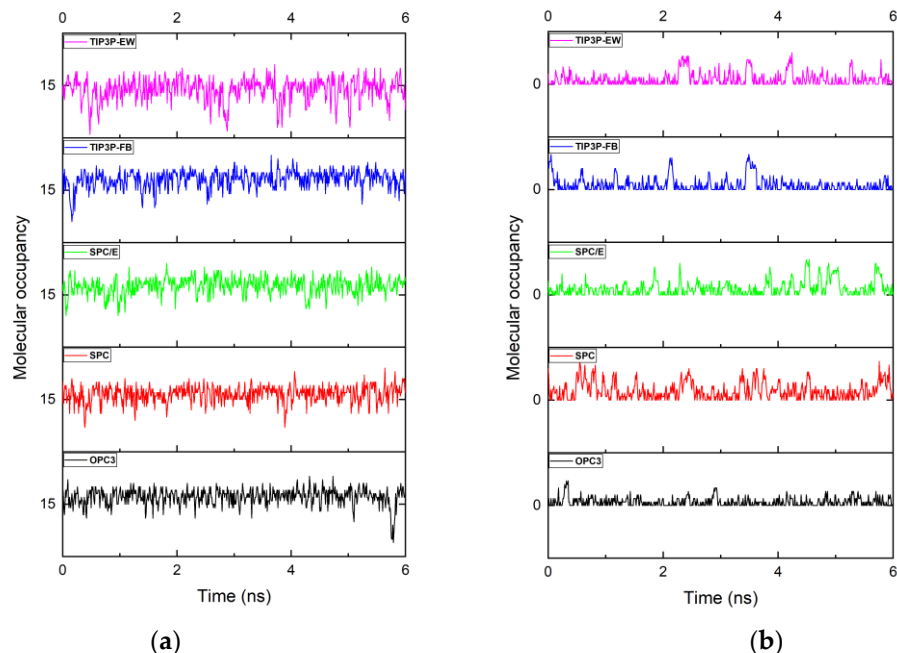 0 2 4 6
TIP3P-EW
15
TIP3P-FB
15
SPC/E
15
SPC
15
OPC3
15
Molecular occupancy
0 2 4 6
Time (ns)
(a)
0 2 4 6
TIP3P-EW
0
TIP3P-FB
0
SPC/E
0
SPC
0
OPC3
0
Molecular occupancy
0 2 4 6
Time (ns)
(b)